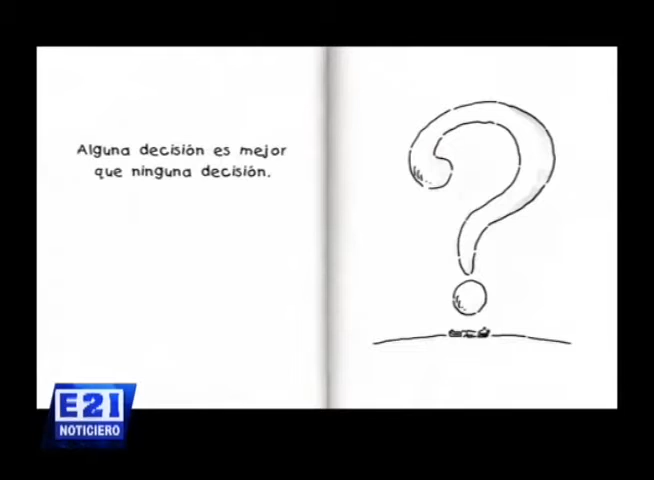 Alguna decisión es mejor
que ninguna decisión.
E21
NOTICIERO